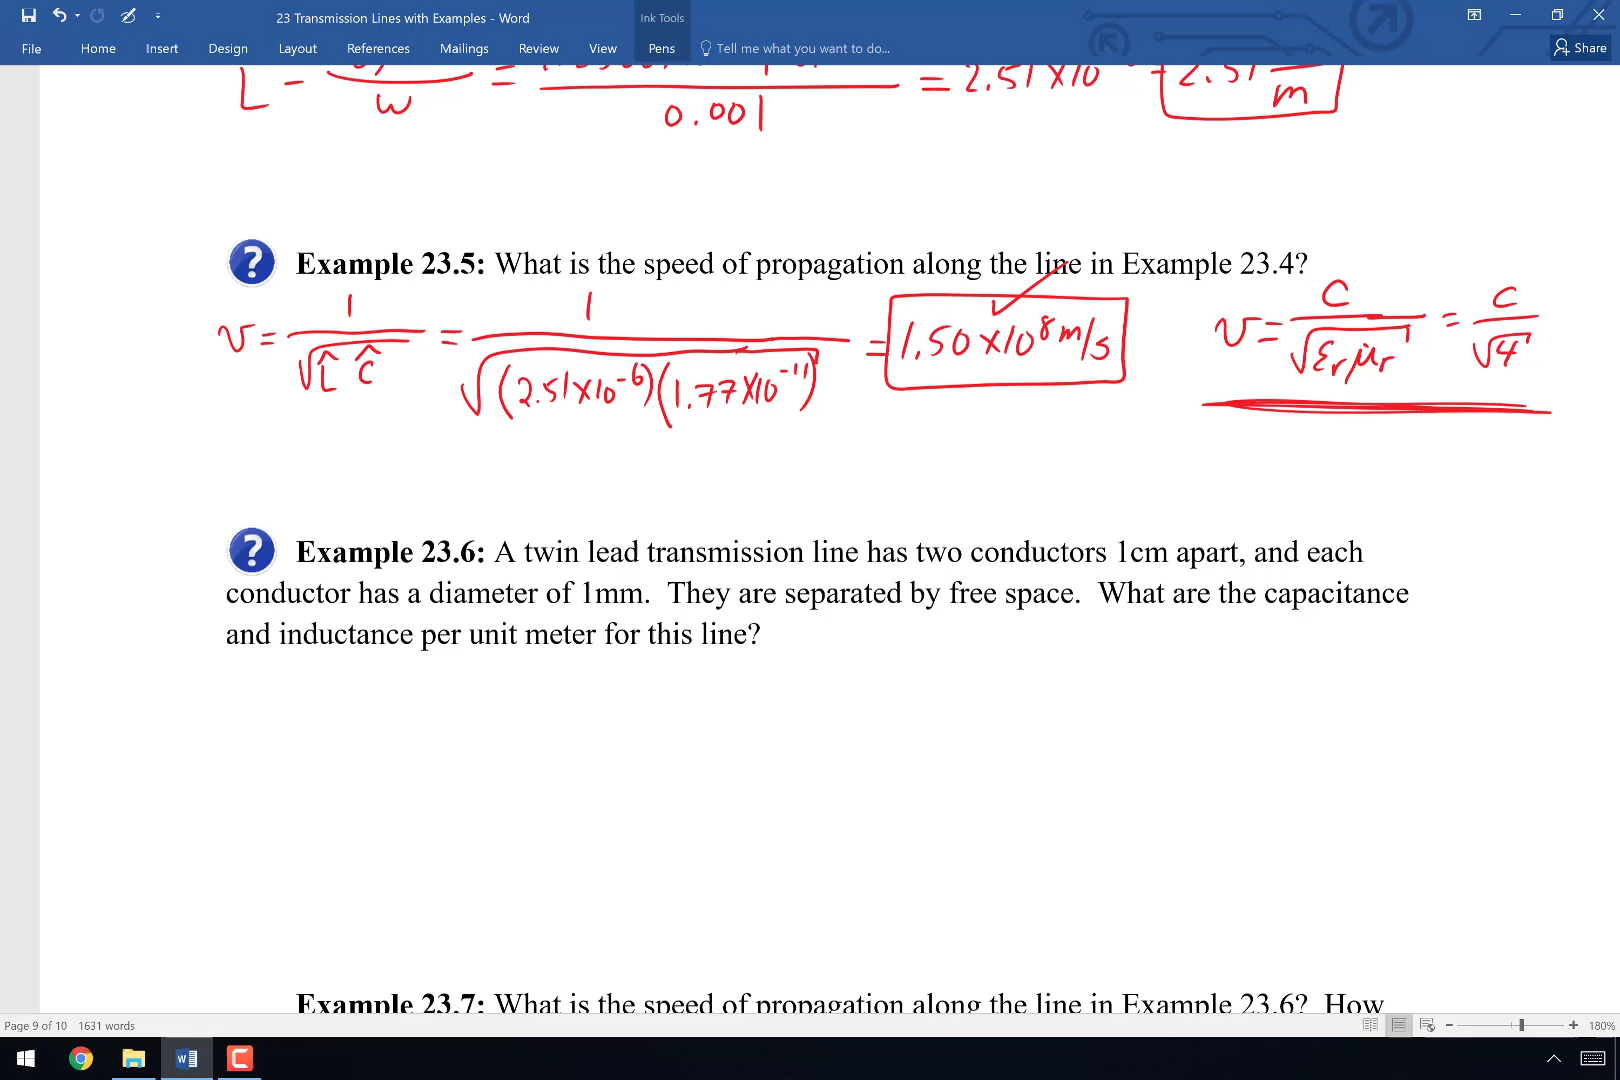 23 Transmission Lines with Examples - Word
Ink Tools
File Home Insert Design Layout References Mailings Review View Pens Tell me what you want to do... Share
L = / w = / 0.001 = 2.51 x 10 = 2.51 / m
Example 23.5: What is the speed of propagation along the line in Example 23.4?
v = 1 / √(L̂ Ĉ) = 1 / √((2.51x10⁻⁶)(1.77x10⁻¹¹)) = 1.50 x 10⁸ m/s
v = c / √(εr μr) = c / √4
Example 23.6: A twin lead transmission line has two conductors 1cm apart, and each
conductor has a diameter of 1mm. They are separated by free space. What are the capacitance
and inductance per unit meter for this line?
Example 23.7: What is the speed of propagation along the line in Example 23.6? How
Page 9 of 10 1631 words
180%